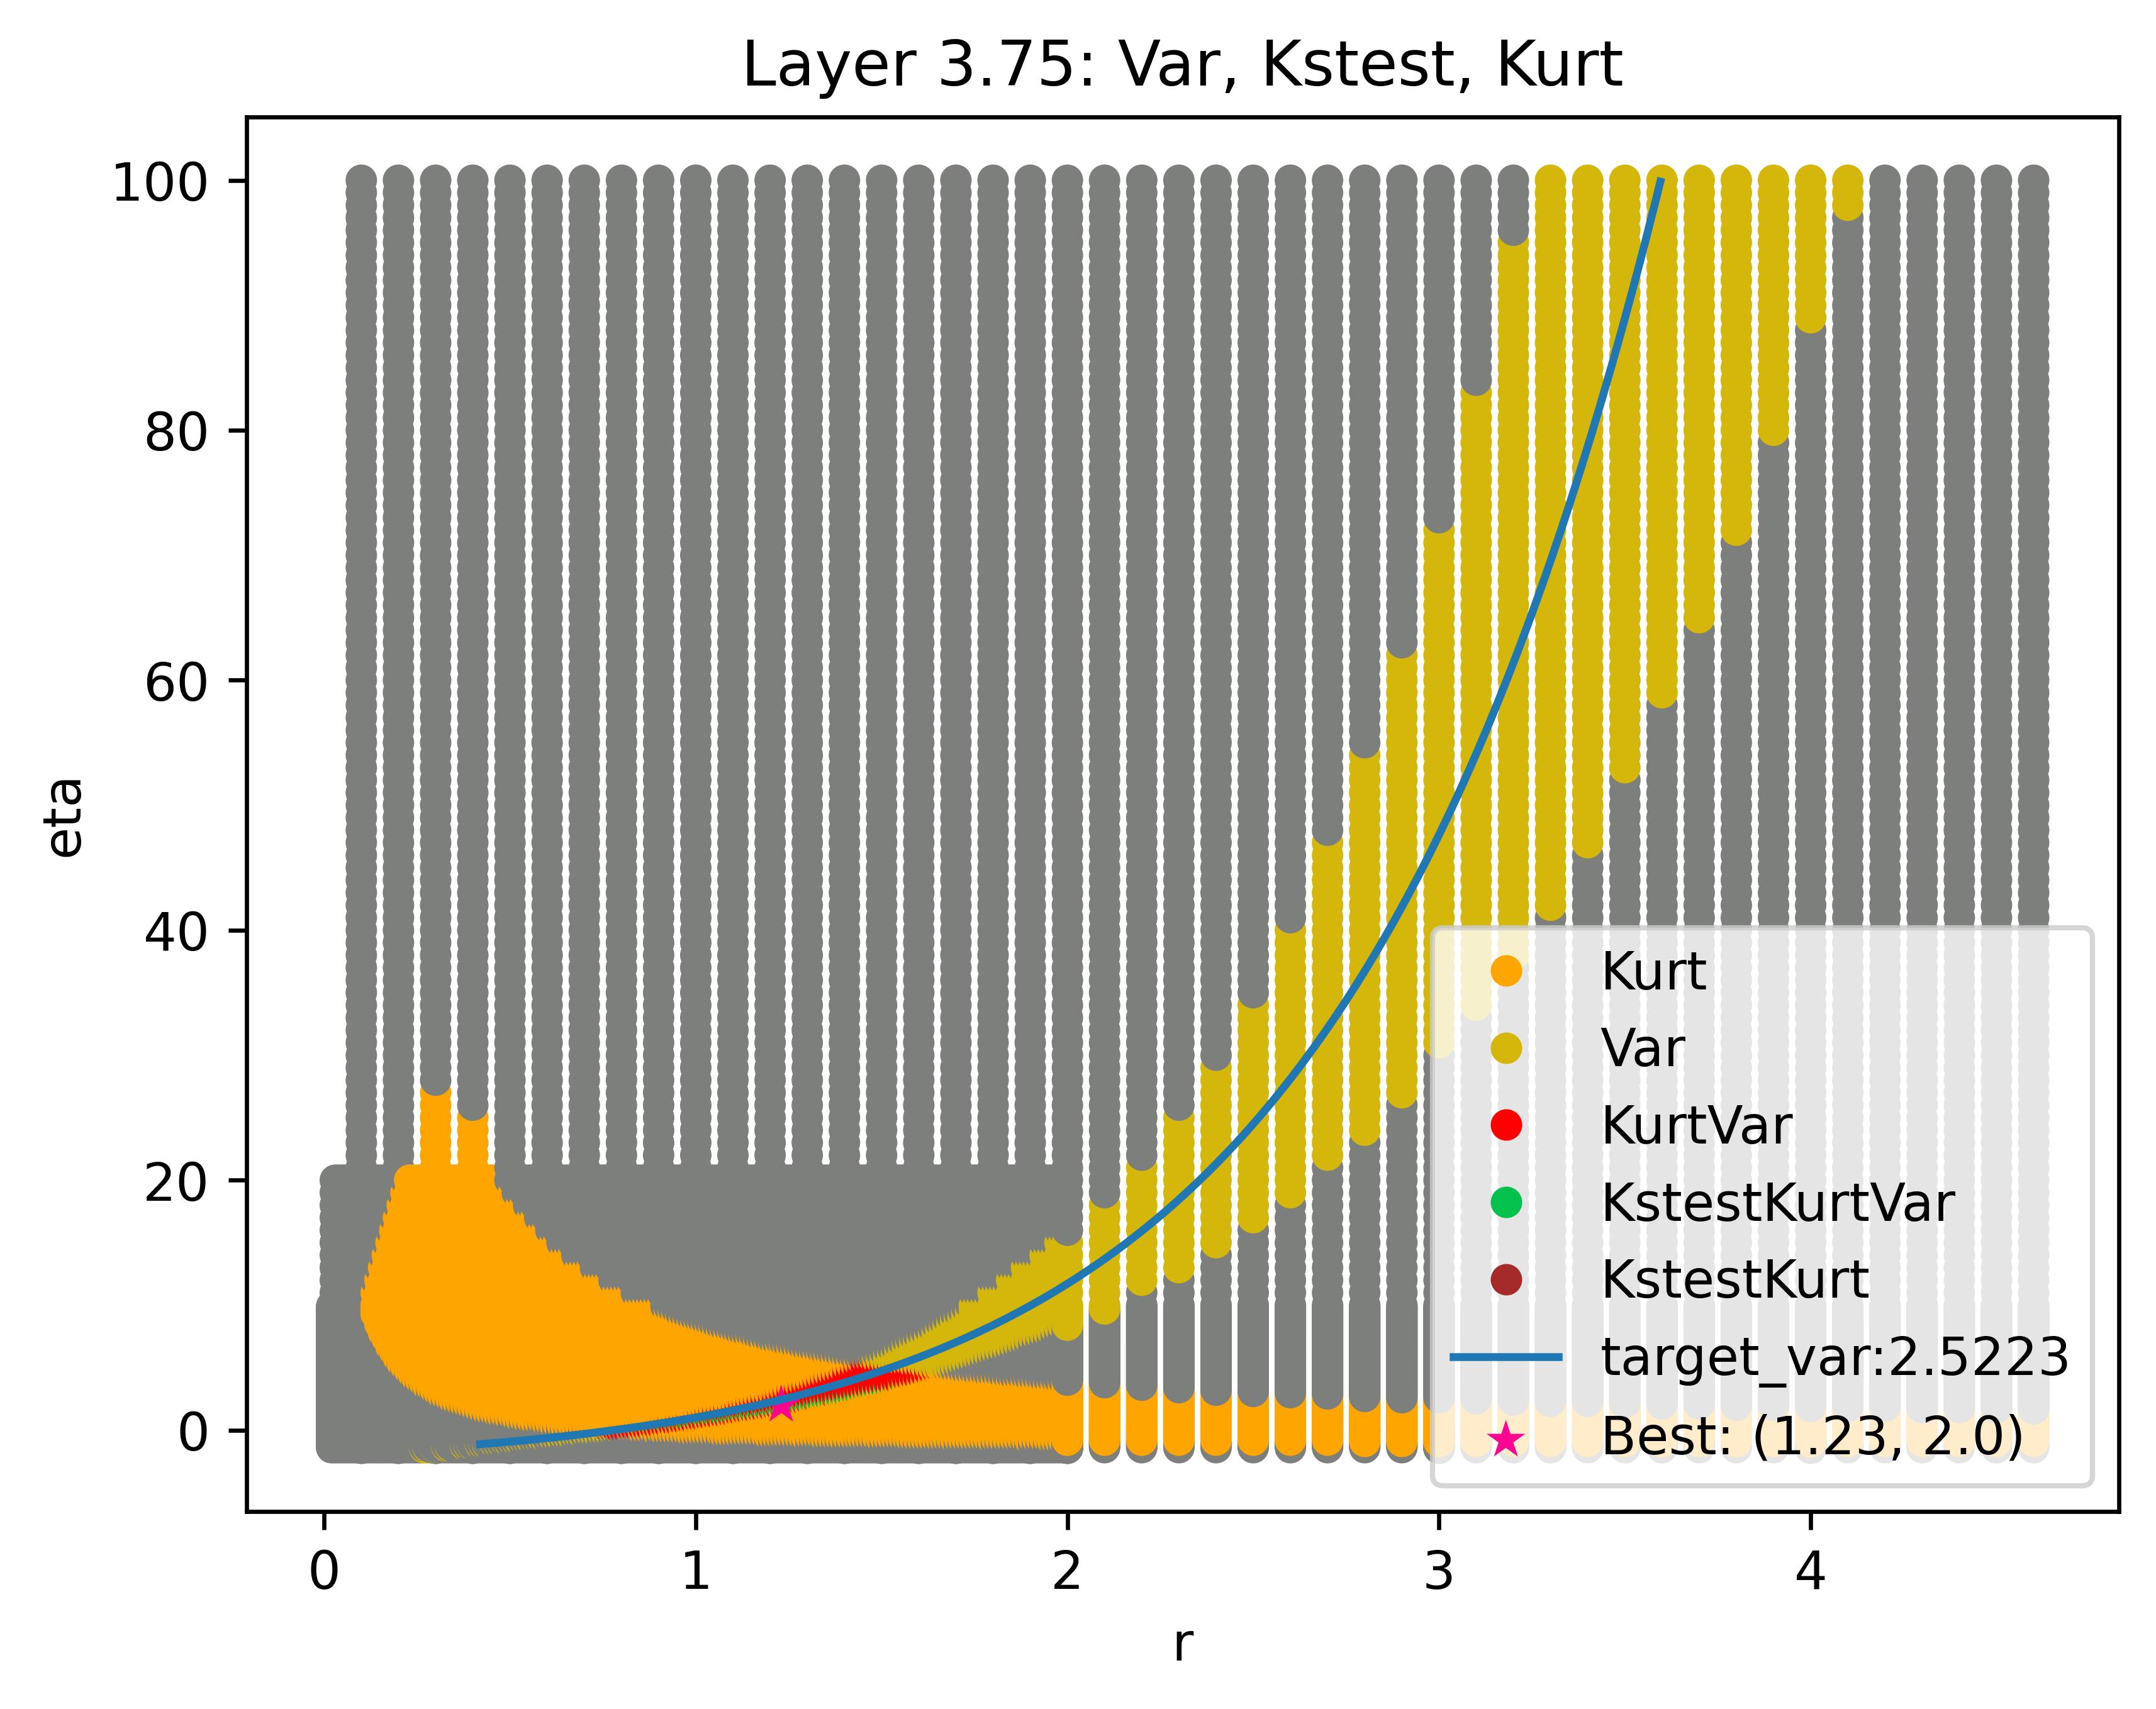 Layer 3.75: Var, Kstest, Kurt
100
80
60
40
20
0
eta
Kurt
Var
KurtVar
KstestKurtVar
KstestKurt
target_var:2.5223
Best: (1.23, 2.0)
0 1 2 3 4
r